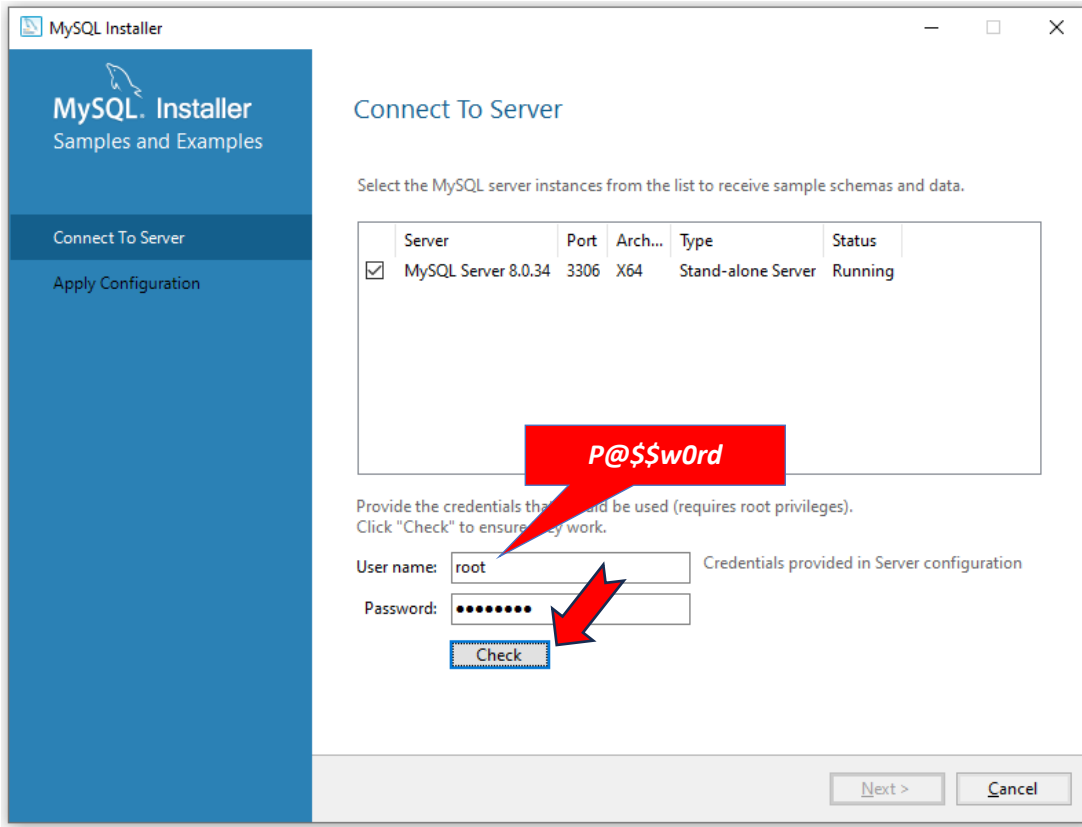 MySQL Installer
MySQL. Installer
Samples and Examples
Connect To Server
Apply Configuration
Connect To Server
Select the MySQL server instances from the list to receive sample schemas and data.
Server Port Arch... Type Status
MySQL Server 8.0.34 3306 X64 Stand-alone Server Running
P@$$w0rd
Provide the credentials that be used (requires root privileges).
Click "Check" to ensure work.
User name: root Credentials provided in Server configuration
Password: ••••••••
Check
Next >
Cancel